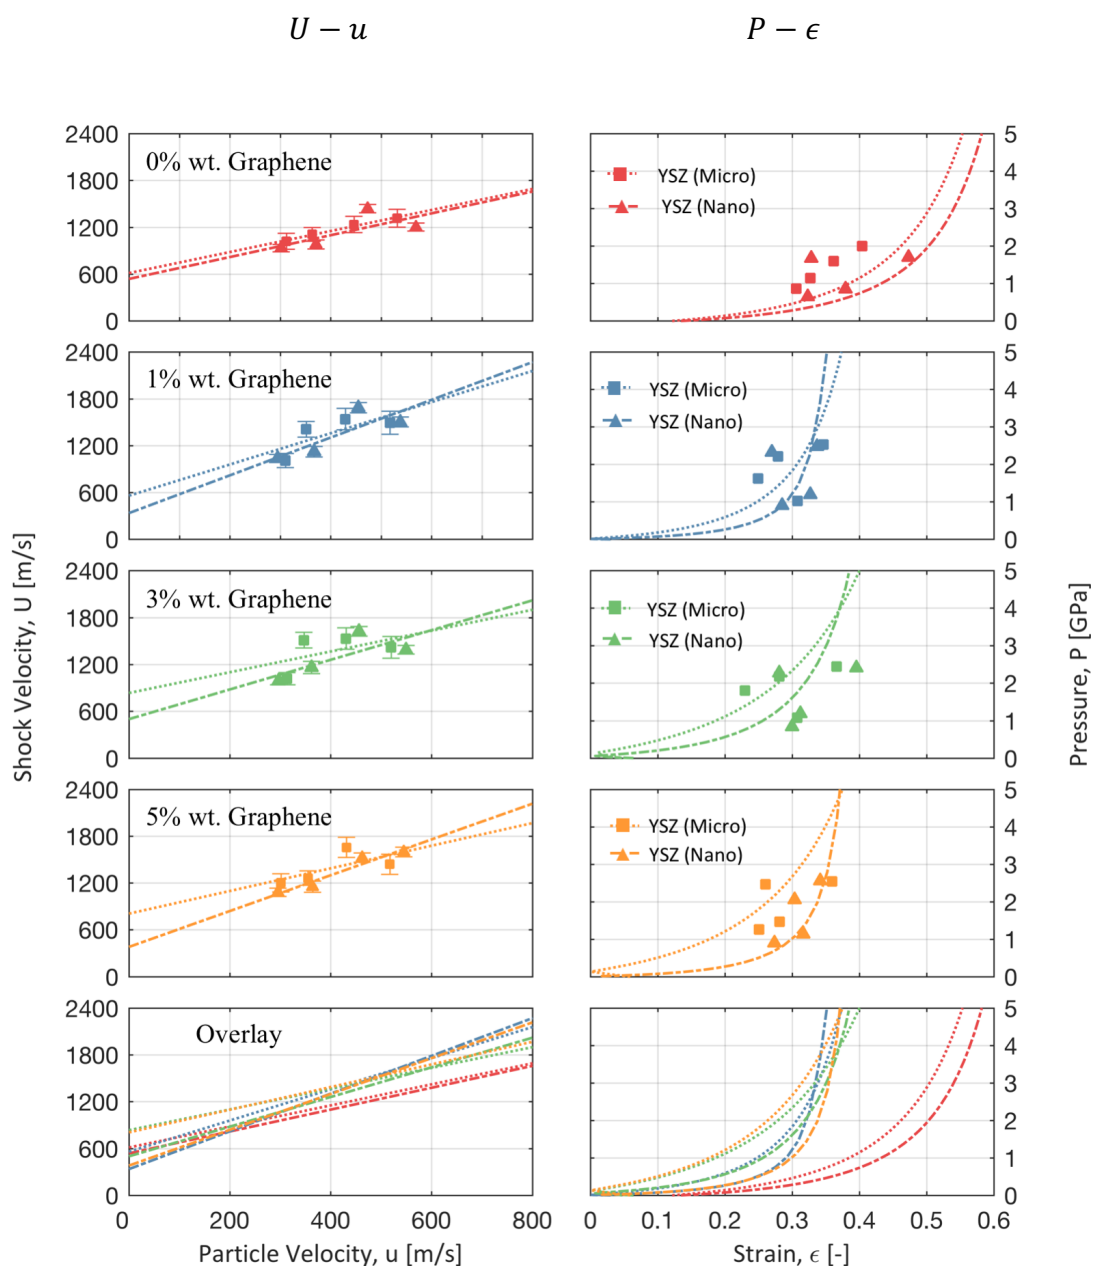 U − u
P − ϵ
2400
1800
1200
600
0
0% wt. Graphene
YSZ (Micro)
YSZ (Nano)
5
4
3
2
1
0
2400
1800
1200
600
0
1% wt. Graphene
YSZ (Micro)
YSZ (Nano)
5
4
3
2
1
0
2400
1800
1200
600
0
3% wt. Graphene
YSZ (Micro)
YSZ (Nano)
5
4
3
2
1
0
2400
1800
1200
600
0
5% wt. Graphene
YSZ (Micro)
YSZ (Nano)
5
4
3
2
1
0
2400
1800
1200
600
0
Overlay
5
4
3
2
1
0
0 200 400 600 800
0 0.1 0.2 0.3 0.4 0.5 0.6
Particle Velocity, u [m/s]
Strain, ϵ [-]
Shock Velocity, U [m/s]
Pressure, P [GPa]